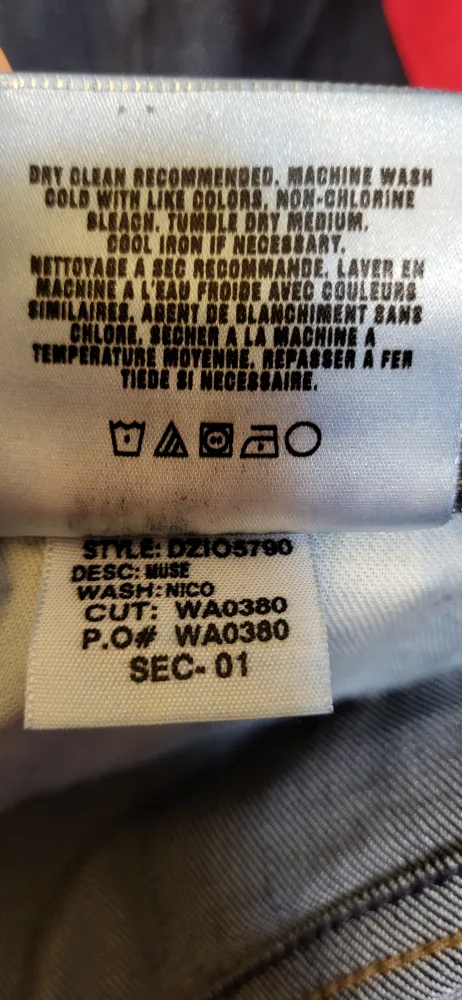 DRY CLEAN RECOMMENDED. MACHINE WASH
COLD WITH LIKE COLORS, NON-CHLORINE
BLEACH. TUMBLE DRY MEDIUM.
COOL IRON IF NECESSARY.
NETTOYAGE A SEC RECOMMANDE. LAVER EN
MACHINE A L'EAU FROIDE AVEC COULEURS
SIMILAIRES. AGENT DE BLANCHIMENT SANS
CHLORE. SECHER A LA MACHINE A
TEMPERATURE MOYENNE. REPASSER A FER
TIEDE SI NECESSAIRE.
STYLE: DZIO5790
DESC: MUSE
WASH: NICO
CUT: WA0380
P.O# WA0380
SEC- 01